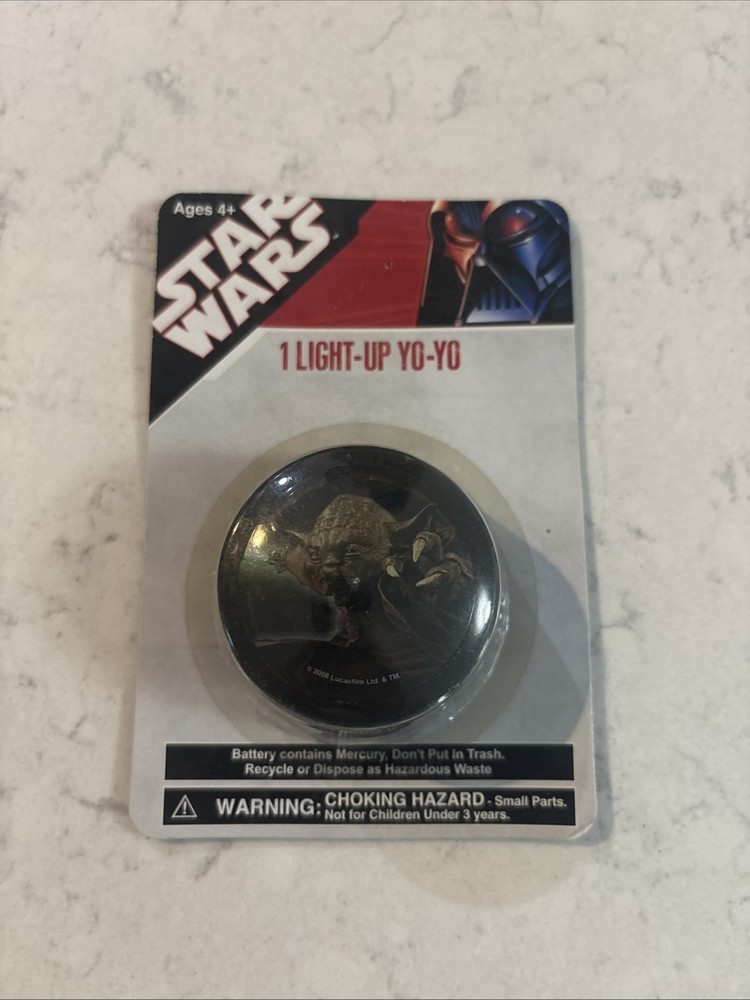 Ages 4+
STAR
WARS
1 LIGHT-UP YO-YO
© 2008 Lucasfilm Ltd. & TM.
Battery contains Mercury, Don't Put In Trash.
Recycle or Dispose as Hazardous Waste
WARNING: CHOKING HAZARD - Small Parts.
Not for Children Under 3 years.